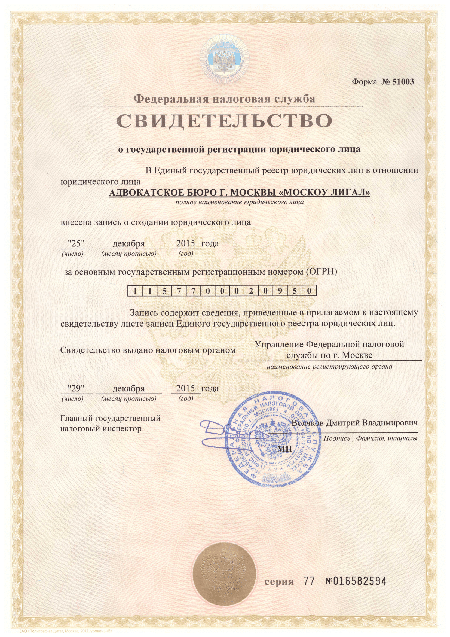 Форма № 51003
Федеральная налоговая служба
СВИДЕТЕЛЬСТВО
о государственной регистрации юридического лица
В Единый государственный реестр юридических лиц в отношении
юридического лица
АДВОКАТСКОЕ БЮРО Г. МОСКВЫ «МОСКОУ ЛИГАЛ»
полное наименование юридического лица
внесена запись о создании юридического лица
"25" декабря 2015 года
(число) (месяц прописью) (год)
за основным государственным регистрационным номером (ОГРН)
1 1 5 7 7 0 0 0 2 0 9 5 0
Запись содержит сведения, приведенные в прилагаемом к настоящему
свидетельству листе записи Единого государственного реестра юридических лиц.
Свидетельство выдано налоговым органом Управление Федеральной налоговой
службы по г. Москве
наименование регистрирующего органа
"29" декабря 2015 года
(число) (месяц прописью) (год)
Главный государственный
налоговый инспектор
Дмитрий Владимирович
Подпись, Фамилия, инициалы
МП
серия 77 №016582594